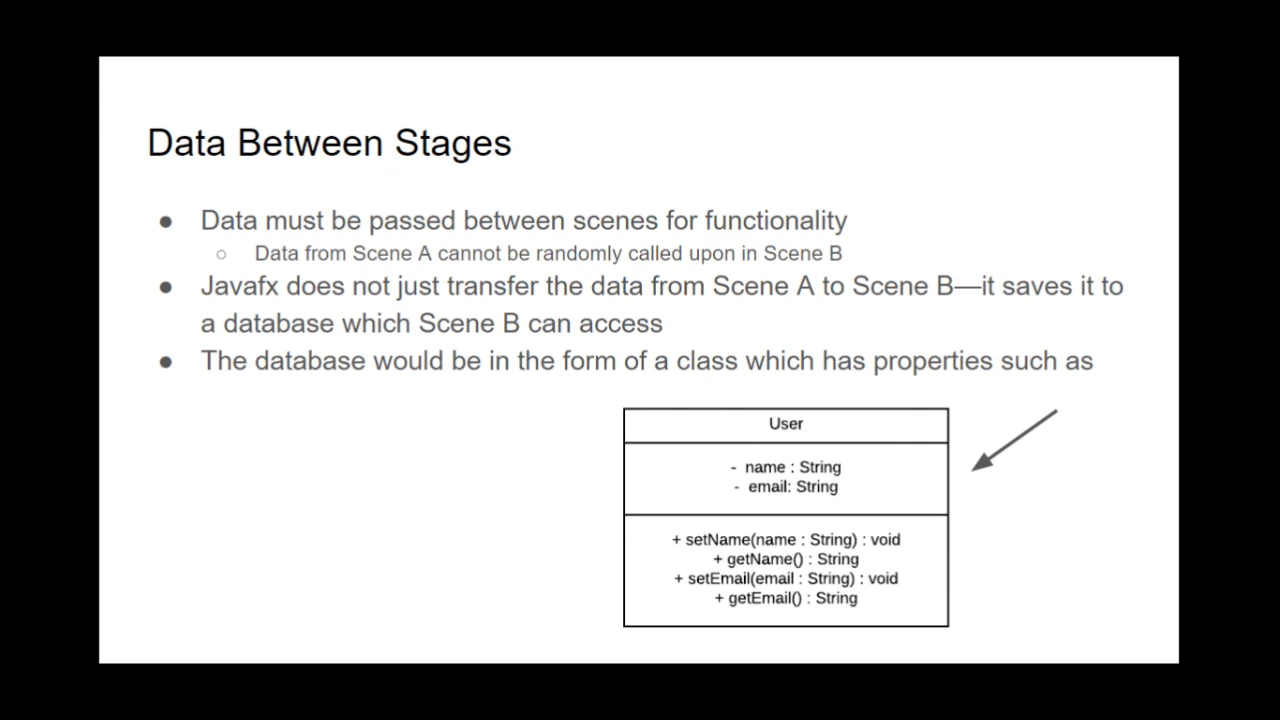 Data Between Stages
● Data must be passed between scenes for functionality
○ Data from Scene A cannot be randomly called upon in Scene B
● Javafx does not just transfer the data from Scene A to Scene B—it saves it to
a database which Scene B can access
● The database would be in the form of a class which has properties such as
User
- name : String
- email: String
+ setName(name : String) : void
+ getName() : String
+ setEmail(email : String) : void
+ getEmail() : String